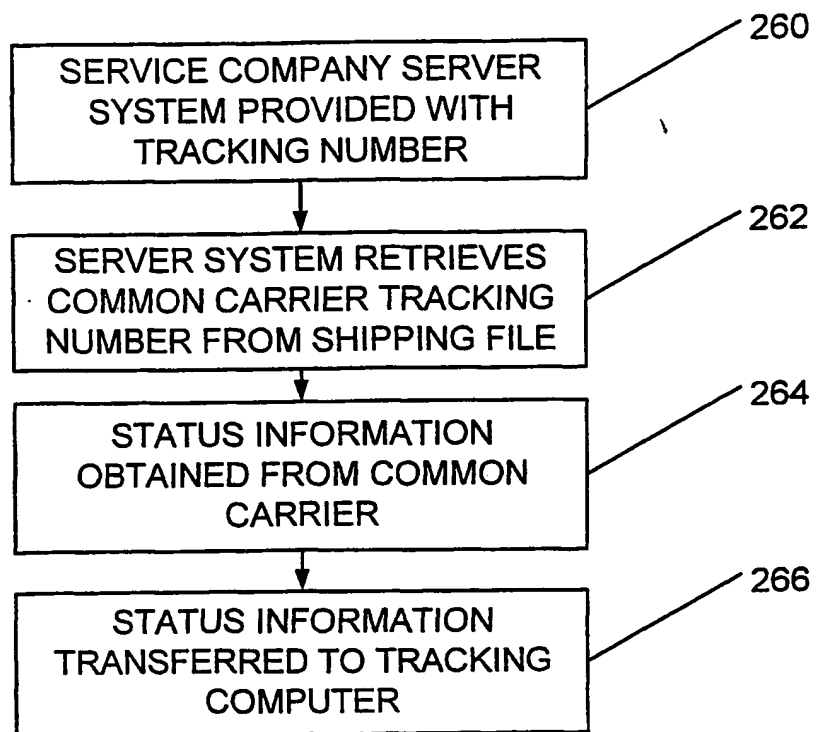 260
SERVICE COMPANY SERVER
SYSTEM PROVIDED WITH
TRACKING NUMBER
262
SERVER SYSTEM RETRIEVES
COMMON CARRIER TRACKING
NUMBER FROM SHIPPING FILE
264
STATUS INFORMATION
OBTAINED FROM COMMON
CARRIER
266
STATUS INFORMATION
TRANSFERRED TO TRACKING
COMPUTER